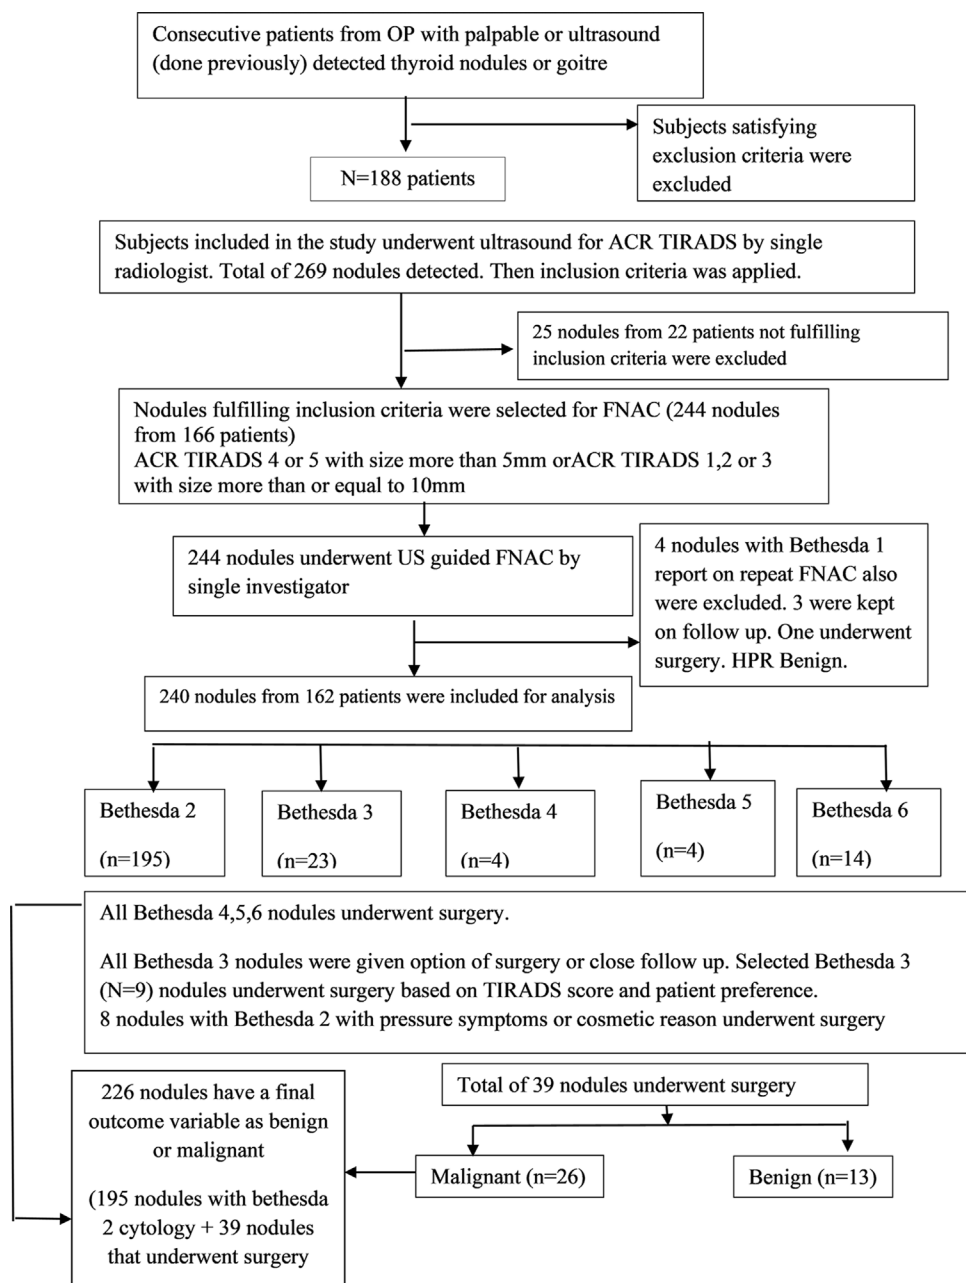 Consecutive patients from OP with palpable or ultrasound
(done previously) detected thyroid nodules or goitre
Subjects satisfying
exclusion criteria were
excluded
N=188 patients
Subjects included in the study underwent ultrasound for ACR TIRADS by single
radiologist. Total of 269 nodules detected. Then inclusion criteria was applied.
25 nodules from 22 patients not fulfilling
inclusion criteria were excluded
Nodules fulfilling inclusion criteria were selected for FNAC (244 nodules
from 166 patients)
ACR TIRADS 4 or 5 with size more than 5mm orACR TIRADS 1,2 or 3
with size more than or equal to 10mm
244 nodules underwent US guided FNAC by
single investigator
4 nodules with Bethesda 1
report on repeat FNAC also
were excluded. 3 were kept
on follow up. One underwent
surgery. HPR Benign.
240 nodules from 162 patients were included for analysis
Bethesda 2
(n=195)
Bethesda 3
(n=23)
Bethesda 4
(n=4)
Bethesda 5
(n=4)
Bethesda 6
(n=14)
All Bethesda 4,5,6 nodules underwent surgery.
All Bethesda 3 nodules were given option of surgery or close follow up. Selected Bethesda 3
(N=9) nodules underwent surgery based on TIRADS score and patient preference.
8 nodules with Bethesda 2 with pressure symptoms or cosmetic reason underwent surgery
Total of 39 nodules underwent surgery
Malignant (n=26)
Benign (n=13)
226 nodules have a final
outcome variable as benign
or malignant
(195 nodules with bethesda
2 cytology + 39 nodules
that underwent surgery